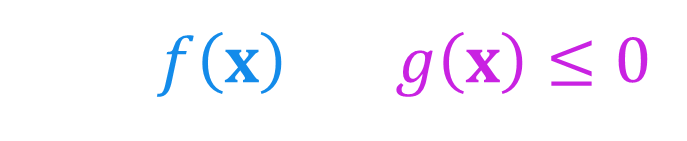 f(x) g(x) ≤ 0